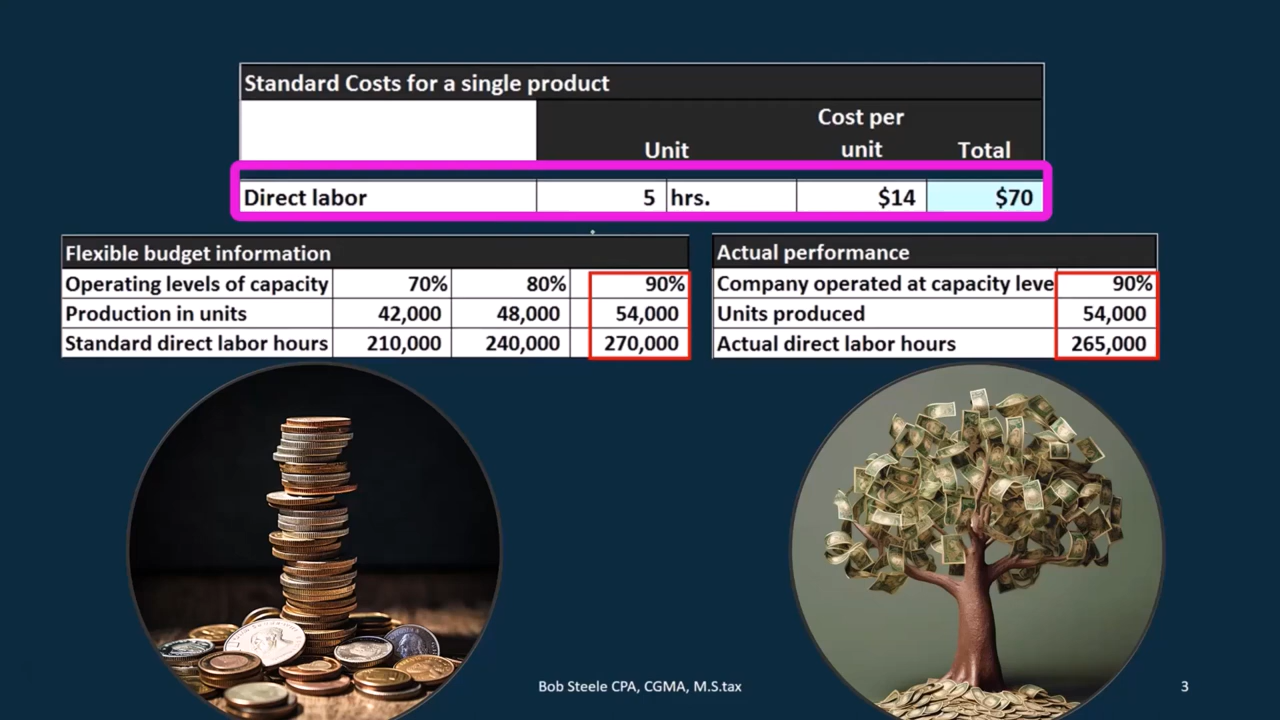 Standard Costs for a single product
Cost per
Unit unit Total
Direct labor 5 hrs. $14 $70
Flexible budget information
Operating levels of capacity 70% 80% 90%
Production in units 42,000 48,000 54,000
Standard direct labor hours 210,000 240,000 270,000
Actual performance
Company operated at capacity leve 90%
Units produced 54,000
Actual direct labor hours 265,000
Bob Steele CPA, CGMA, M.S.tax 3